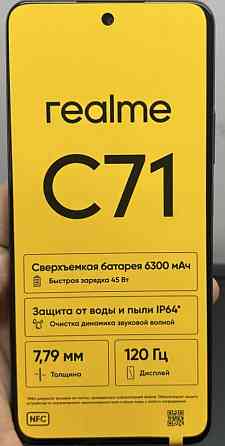 realme
C71
Сверхъемкая батарея 6300 мАч
Быстрая зарядка 45 Вт
Защита от воды и пыли IP64*
Очистка динамика звуковой волной
7,79 мм
Толщина
120 Гц
Дисплей
NFC